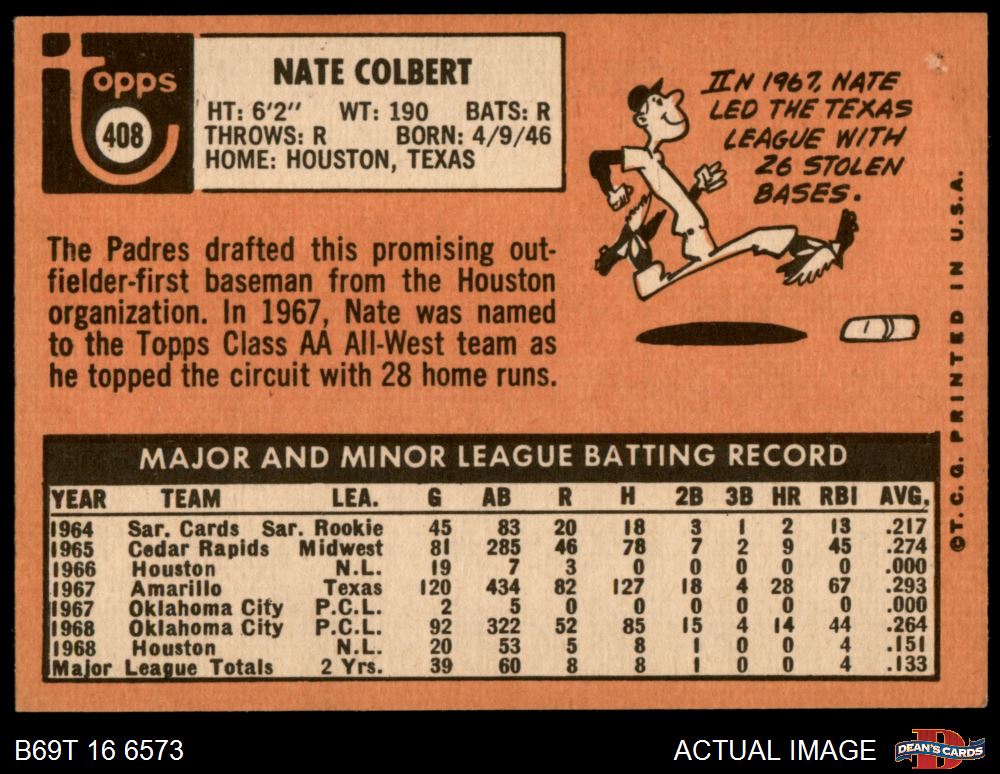 Topps
408
NATE COLBERT
HT: 6'2" WT: 190 BATS: R
THROWS: R BORN: 4/9/46
HOME: HOUSTON, TEXAS
IN 1967, NATE
LED THE TEXAS
LEAGUE WITH
26 STOLEN
BASES.
The Padres drafted this promising out-
fielder-first baseman from the Houston
organization. In 1967, Nate was named
to the Topps Class AA All-West team as
he topped the circuit with 28 home runs.
© T. C. G. PRINTED IN U.S.A.
MAJOR AND MINOR LEAGUE BATTING RECORD
YEAR TEAM LEA. G AB R H 2B 3B HR RBI AVG.
1964 Sar. Cards Sar. Rookie 45 83 20 18 3 1 2 13 .217
1965 Cedar Rapids Midwest 81 285 46 78 7 2 9 45 .274
1966 Houston N.L. 19 7 3 0 0 0 0 0 .000
1967 Amarillo Texas 120 434 82 127 18 4 28 67 .293
1967 Oklahoma City P.C.L. 2 5 0 0 0 0 0 0 .000
1968 Oklahoma City P.C.L. 92 322 52 85 15 4 14 44 .264
1968 Houston N.L. 20 53 5 8 1 0 0 4 .151
Major League Totals 2 Yrs. 39 60 8 8 1 0 0 4 .133
B69T 16 6573
ACTUAL IMAGE
D
DEAN'S CARDS